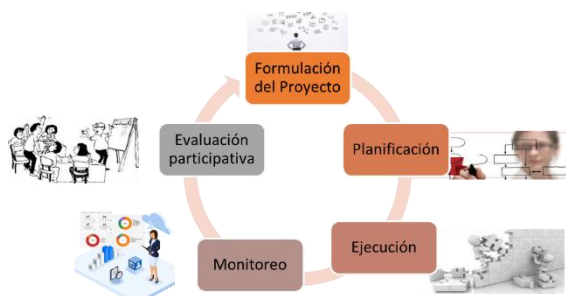 Formulación
del Proyecto
Planificación
Ejecución
Monitoreo
Evaluación
participativa